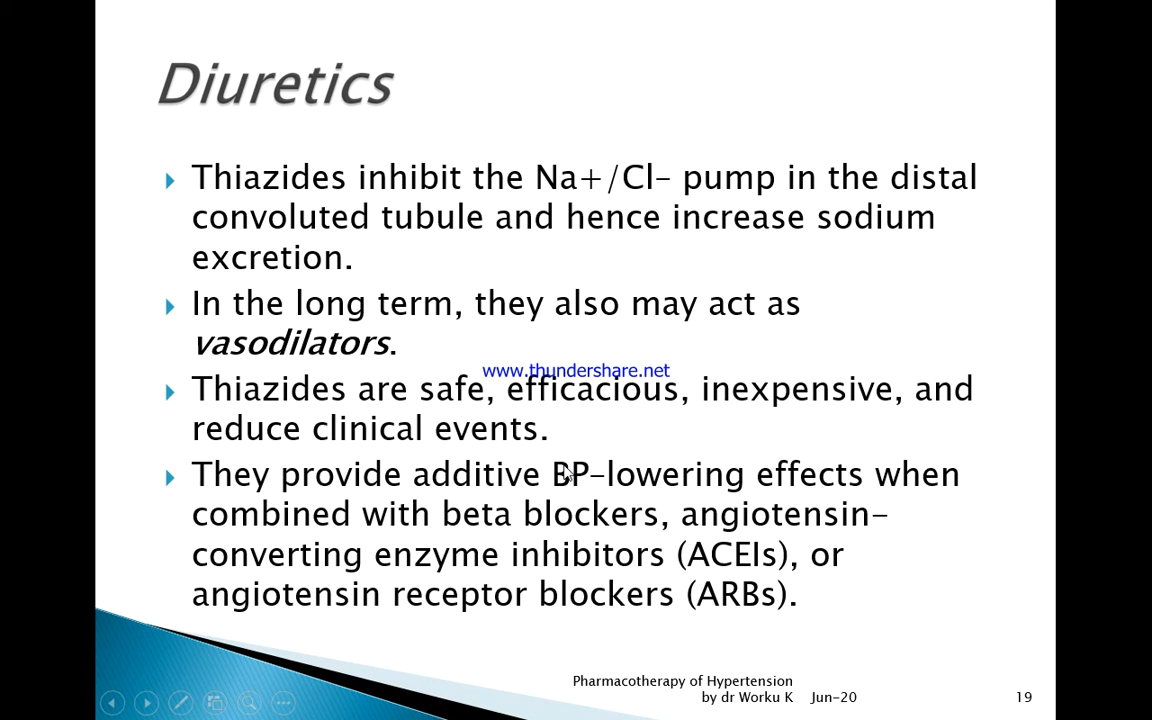 Diuretics
Thiazides inhibit the Na+/Cl- pump in the distal
convoluted tubule and hence increase sodium
excretion.
In the long term, they also may act as
vasodilators.
www.thundershare.net
Thiazides are safe, efficacious, inexpensive, and
reduce clinical events.
They provide additive BP-lowering effects when
combined with beta blockers, angiotensin-
converting enzyme inhibitors (ACEIs), or
angiotensin receptor blockers (ARBs).
Pharmacotherapy of Hypertension
by dr Worku K
Jun-20
19